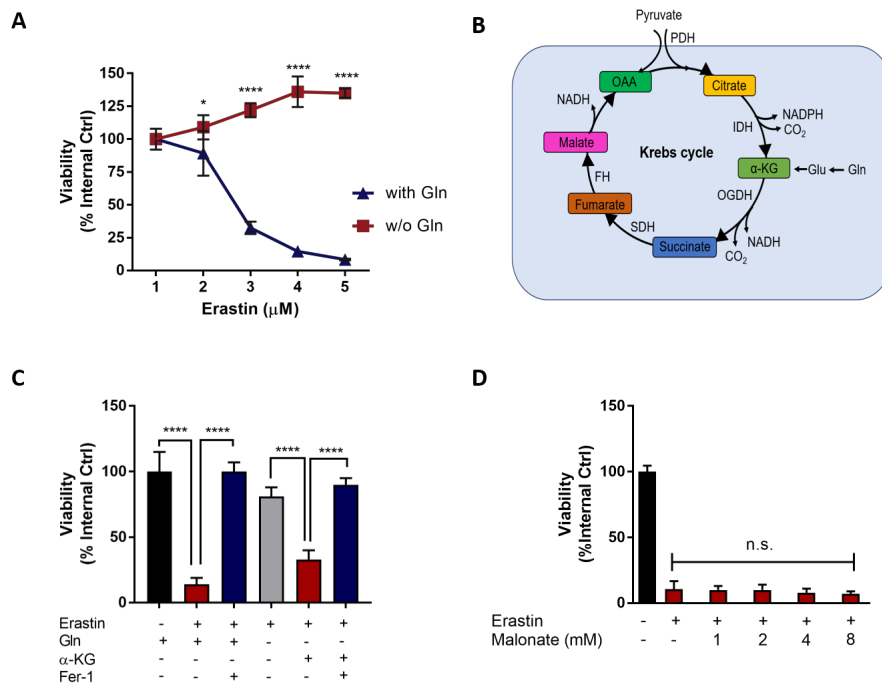 A
Viability
(% Internal Ctrl)
150
125
100
75
50
25
0
*
****
****
****
1 2 3 4 5
Erastin (μM)
with Gln
w/o Gln
B
Pyruvate
PDH
OAA
Citrate
NADH
NADPH
IDH
CO2
Malate
Krebs cycle
α-KG
Glu
Gln
FH
OGDH
Fumarate
SDH
NADH
Succinate
CO2
C
Viability
(% Internal Ctrl)
150
100
50
0
**** **** **** ****
Erastin - + + + + +
Gln + + + - - -
α-KG - - - - + +
Fer-1 - - + - - +
D
Viability
(%Internal Ctrl)
150
100
50
0
n.s.
Erastin - + + + + +
Malonate (mM) - - 1 2 4 8